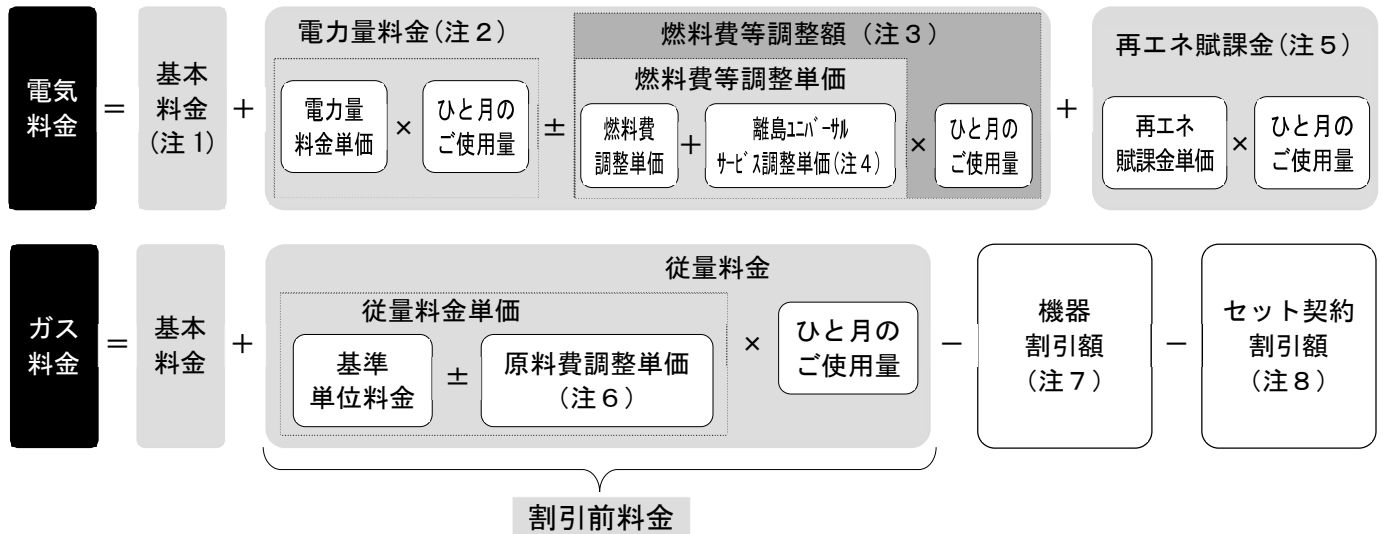 電気
料金
=
基本
料金
(注1)
+
電力量料金(注2)
電力量
料金単価
×
ひと月の
ご使用量
±
燃料費等調整額（注3）
燃料費等調整単価
燃料費
調整単価
+
離島ﾕﾆﾊﾞｰｻﾙ
ｻｰﾋﾞｽ調整単価(注4)
×
ひと月の
ご使用量
+
再エネ賦課金(注5)
再エネ
賦課金単価
×
ひと月の
ご使用量
ガス
料金
=
基本
料金
+
従量料金
従量料金単価
基準
単位料金
±
原料費調整単価
（注6）
×
ひと月の
ご使用量
−
機器
割引額
（注7）
−
セット契約
割引額
（注8）
割引前料金